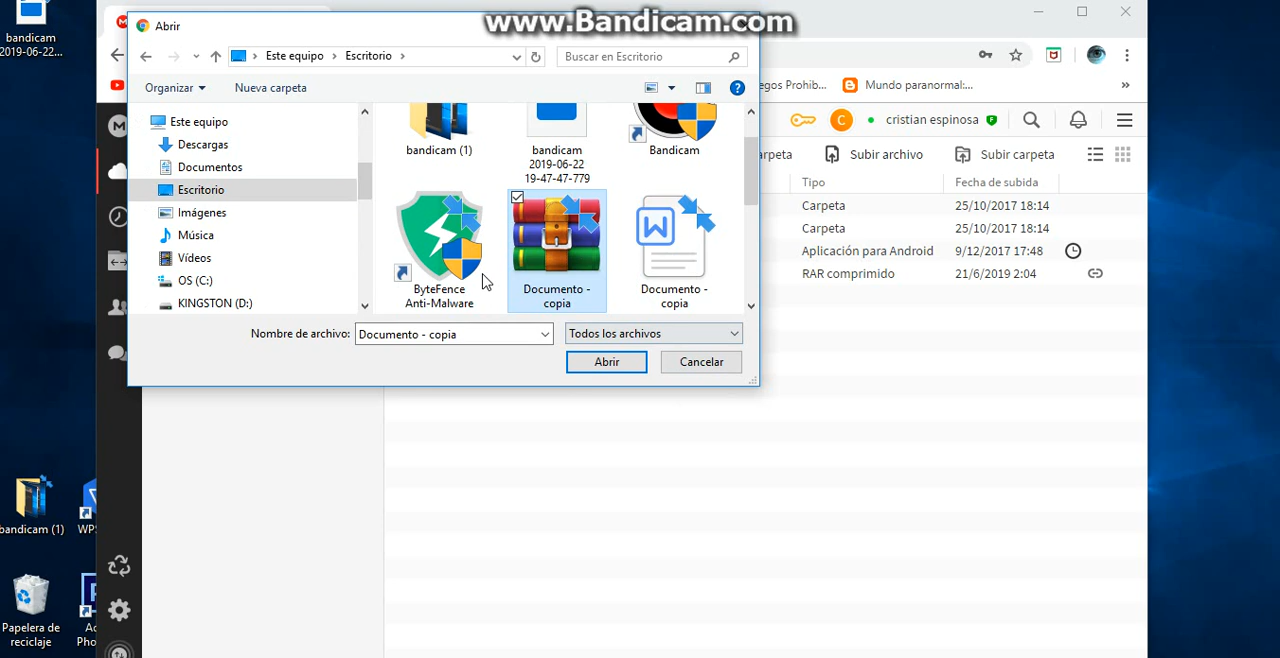 www.Bandicam.com
bandicam
2019-06-22...
Abrir
Este equipo
Escritorio
Buscar en Escritorio
Organizar
Nueva carpeta
Este equipo
Descargas
Documentos
Escritorio
Imágenes
Música
Vídeos
OS (C:)
KINGSTON (D:)
bandicam (1)
bandicam
2019-06-22
19-47-47-779
Bandicam
ByteFence
Anti-Malware
Documento -
copia
W
Documento -
copia
Nombre de archivo:
Documento - copia
Todos los archivos
Abrir
Cancelar
egos Prohib...
Mundo paranormal:...
»
C
cristian espinosa
arpeta
Subir archivo
Subir carpeta
Tipo
Fecha de subida
Carpeta
25/10/2017 18:14
Carpeta
25/10/2017 18:14
Aplicación para Android
9/12/2017 17:48
RAR comprimido
21/6/2019 2:04
bandicam (1)
WP
Papelera de
reciclaje
Pho